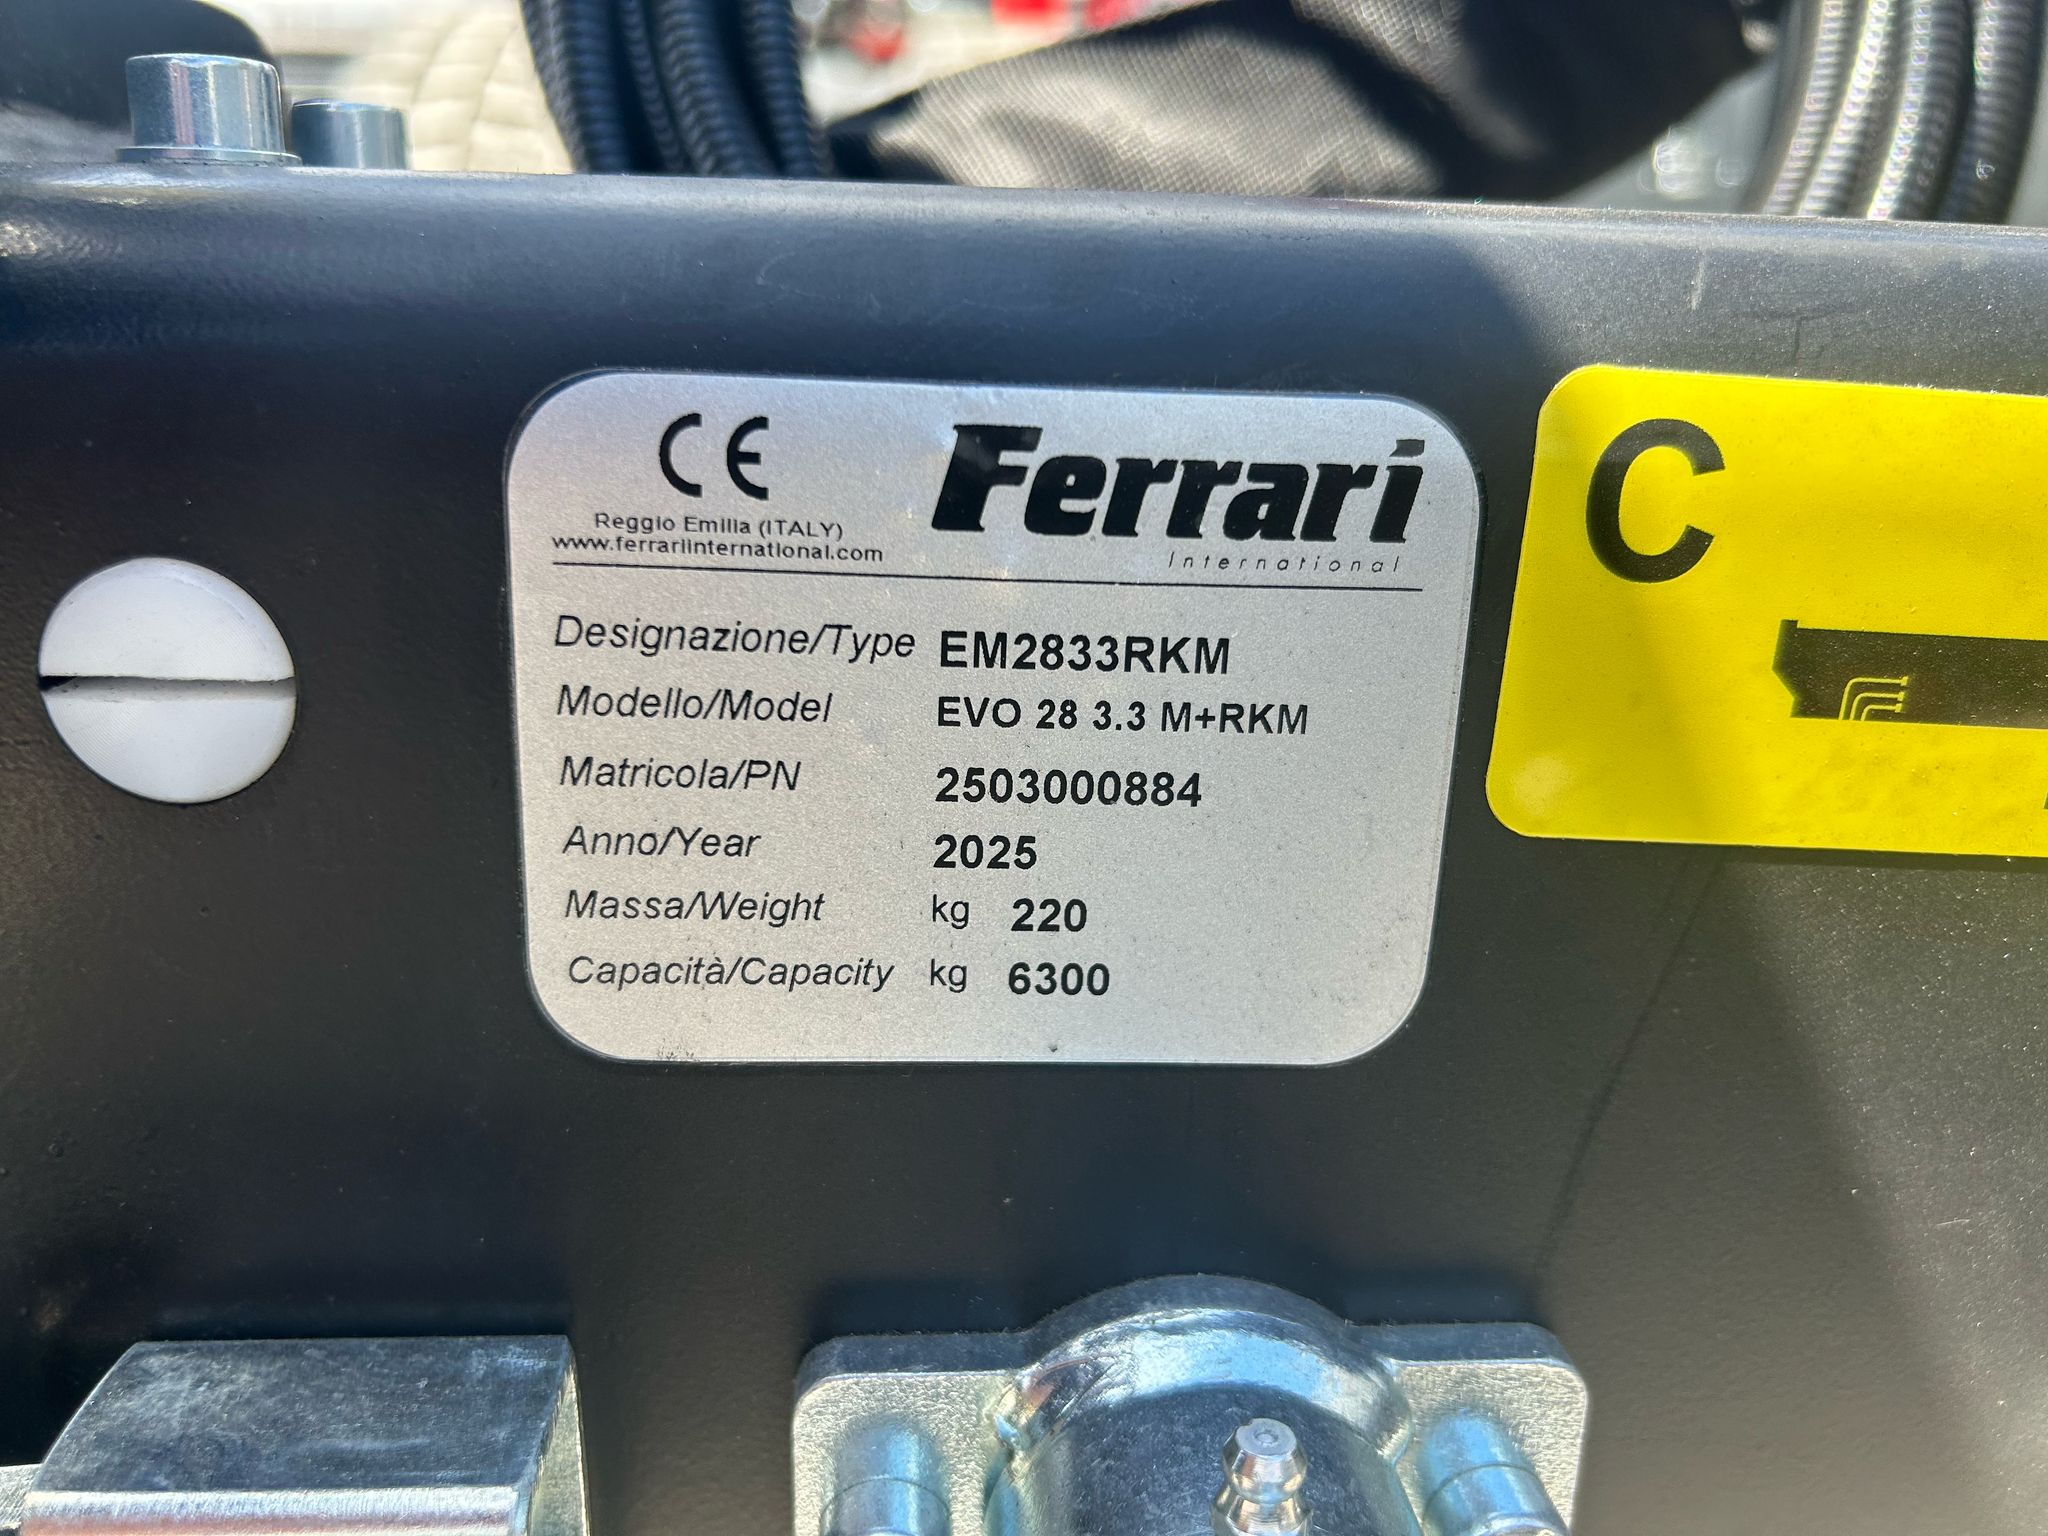 CE
Reggio Emilia (ITALY)
www.ferrariinternational.com
Ferrari
International
Designazione/Type EM2833RKM
Modello/Model EVO 28 3.3 M+RKM
Matricola/PN 2503000884
Anno/Year 2025
Massa/Weight kg 220
Capacità/Capacity kg 6300
C